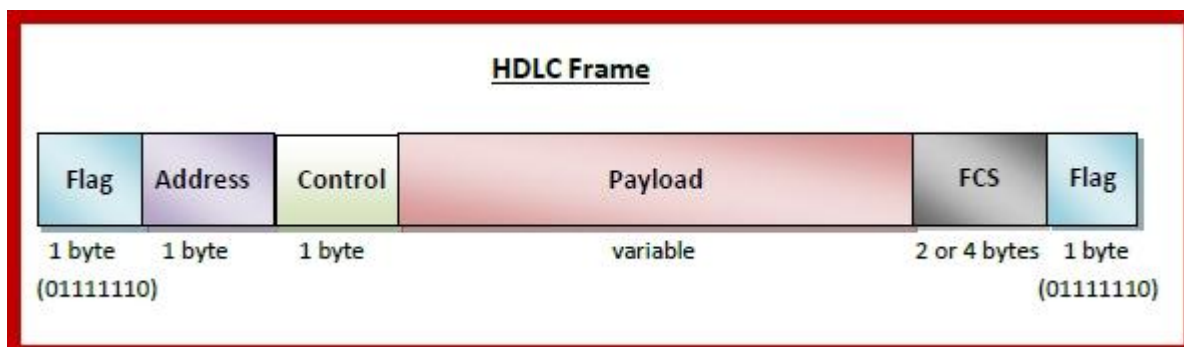 HDLC Frame
Flag Address Control Payload FCS Flag
1 byte 1 byte 1 byte variable 2 or 4 bytes 1 byte
(01111110) (01111110)